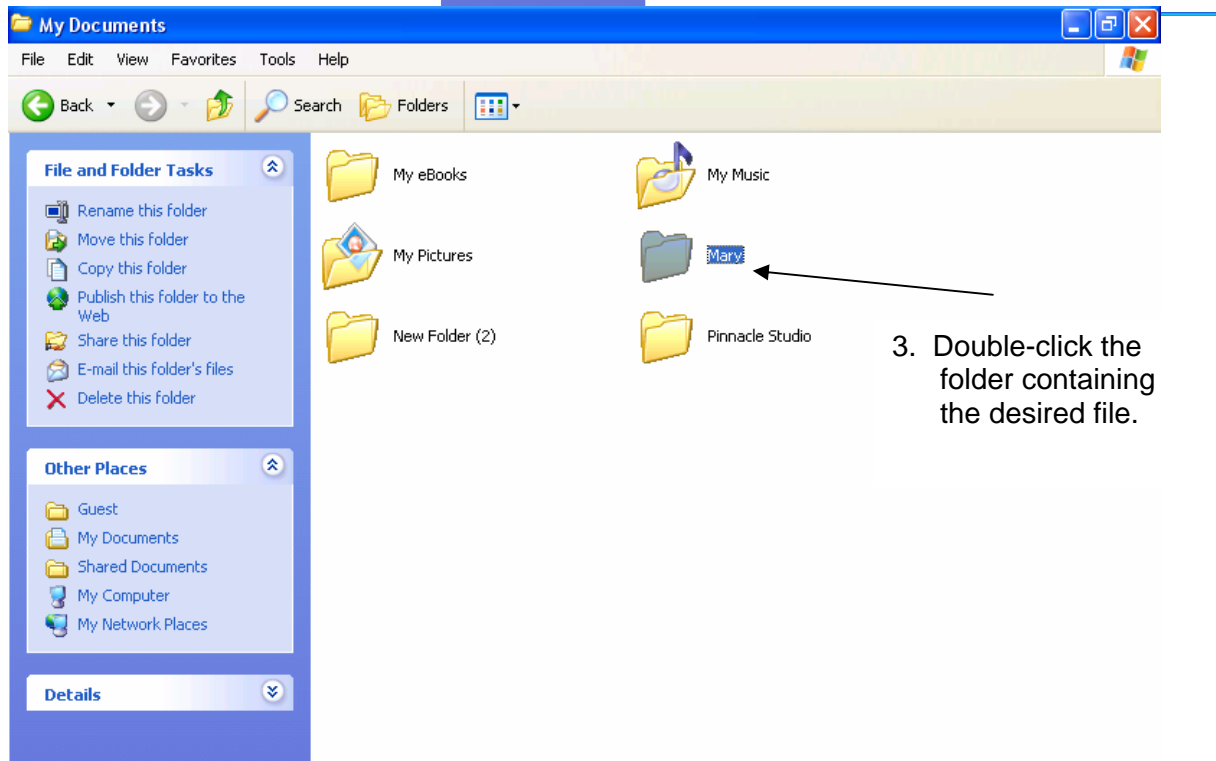 My Documents
File Edit View Favorites Tools Help
Back Search Folders
File and Folder Tasks
Rename this folder
Move this folder
Copy this folder
Publish this folder to the
Web
Share this folder
E-mail this folder's files
Delete this folder
Other Places
Guest
My Documents
Shared Documents
My Computer
My Network Places
Details
My eBooks
My Music
My Pictures
Mary
New Folder (2)
Pinnacle Studio
3. Double-click the
folder containing
the desired file.